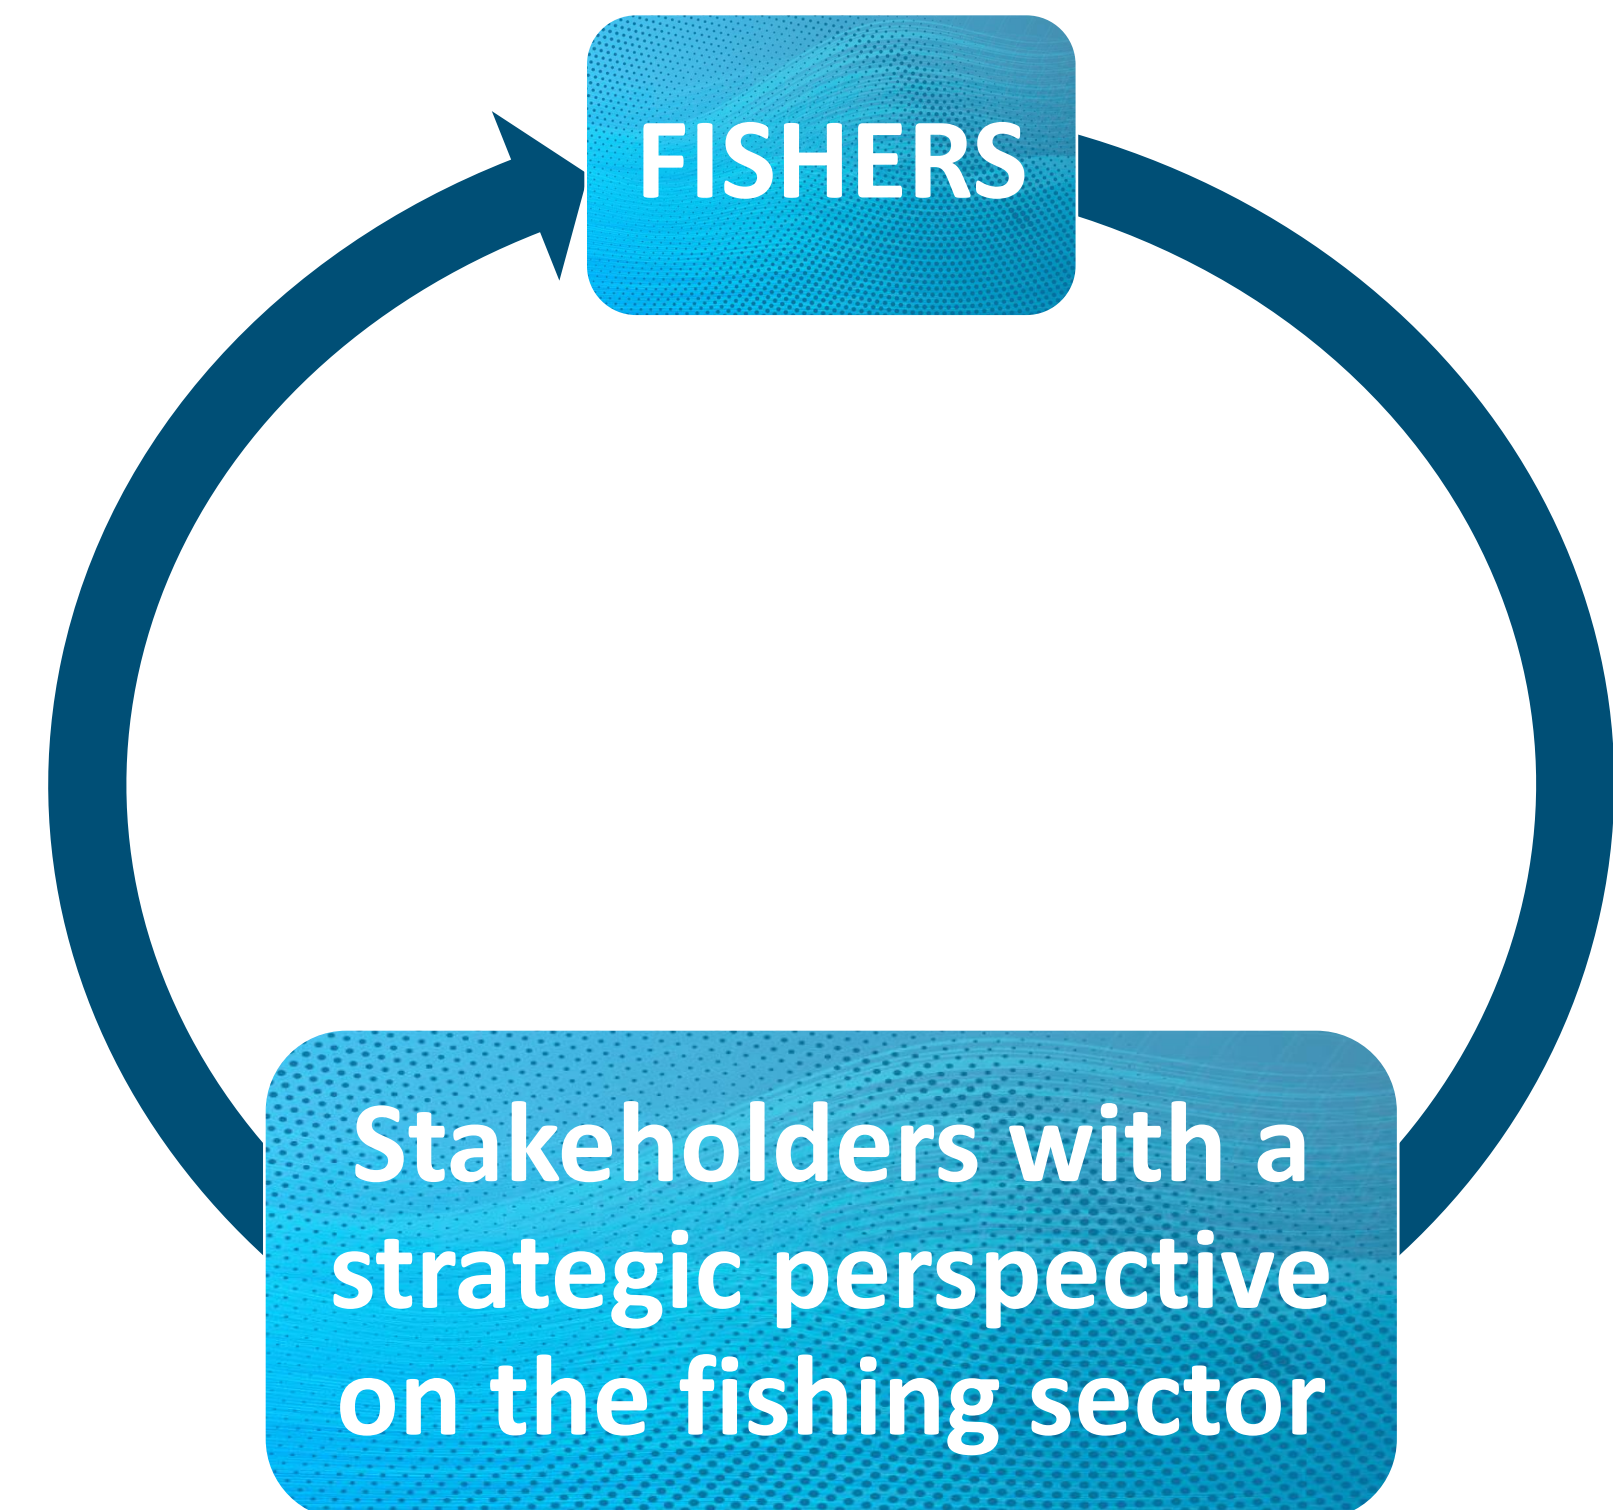 FISHERS
Stakeholders with a
strategic perspective
on the fishing sector